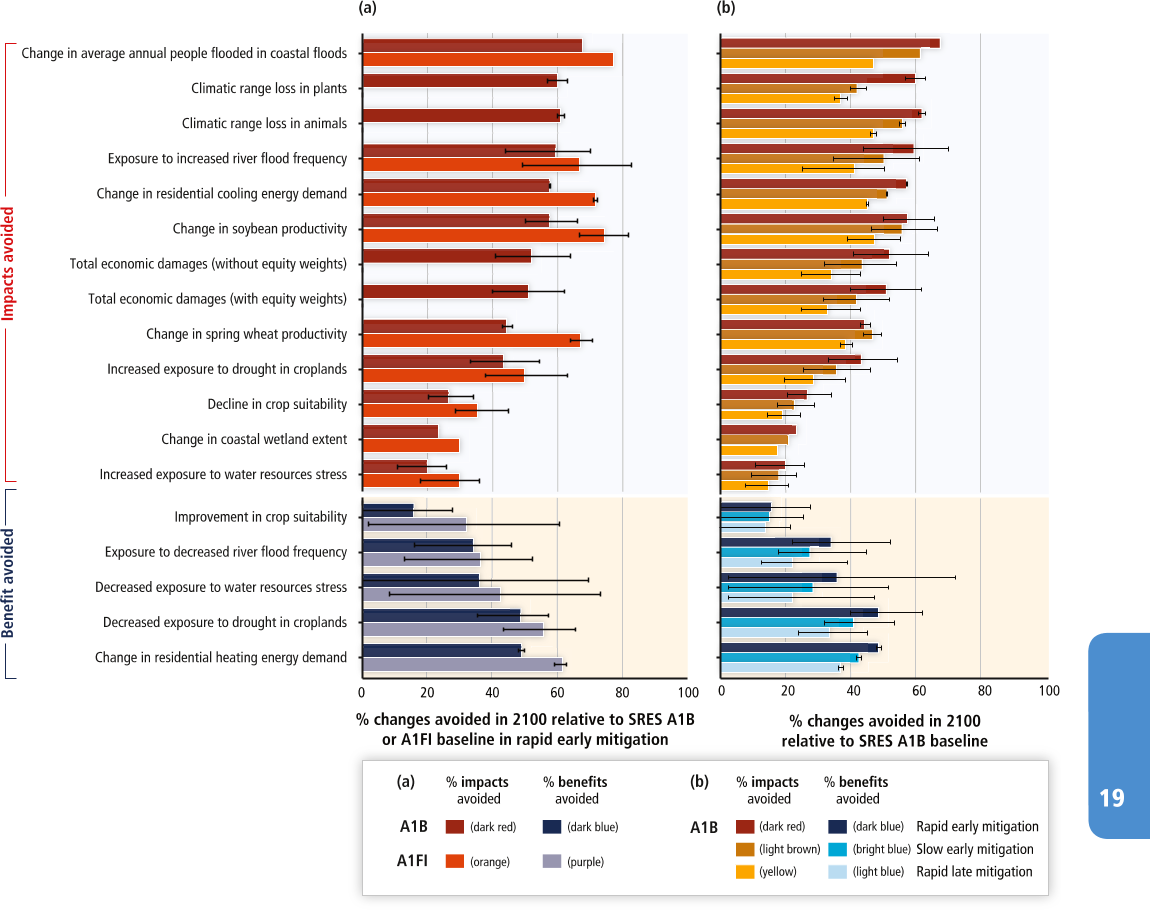 (a)
(b)
Impacts avoided
Change in average annual people flooded in coastal floods
Climatic range loss in plants
Climatic range loss in animals
Exposure to increased river flood frequency
Change in residential cooling energy demand
Change in soybean productivity
Total economic damages (without equity weights)
Total economic damages (with equity weights)
Change in spring wheat productivity
Increased exposure to drought in croplands
Decline in crop suitability
Change in coastal wetland extent
Increased exposure to water resources stress
Benefit avoided
Improvement in crop suitability
Exposure to decreased river flood frequency
Decreased exposure to water resources stress
Decreased exposure to drought in croplands
Change in residential heating energy demand
0 20 40 60 80 100
0 20 40 60 80 100
% changes avoided in 2100 relative to SRES A1B
or A1FI baseline in rapid early mitigation
% changes avoided in 2100
relative to SRES A1B baseline
(a)
% impacts
avoided
% benefits
avoided
A1B (dark red) (dark blue)
A1FI (orange) (purple)
(b)
% impacts
avoided
% benefits
avoided
A1B (dark red) (dark blue) Rapid early mitigation
(light brown) (bright blue) Slow early mitigation
(yellow) (light blue) Rapid late mitigation
19